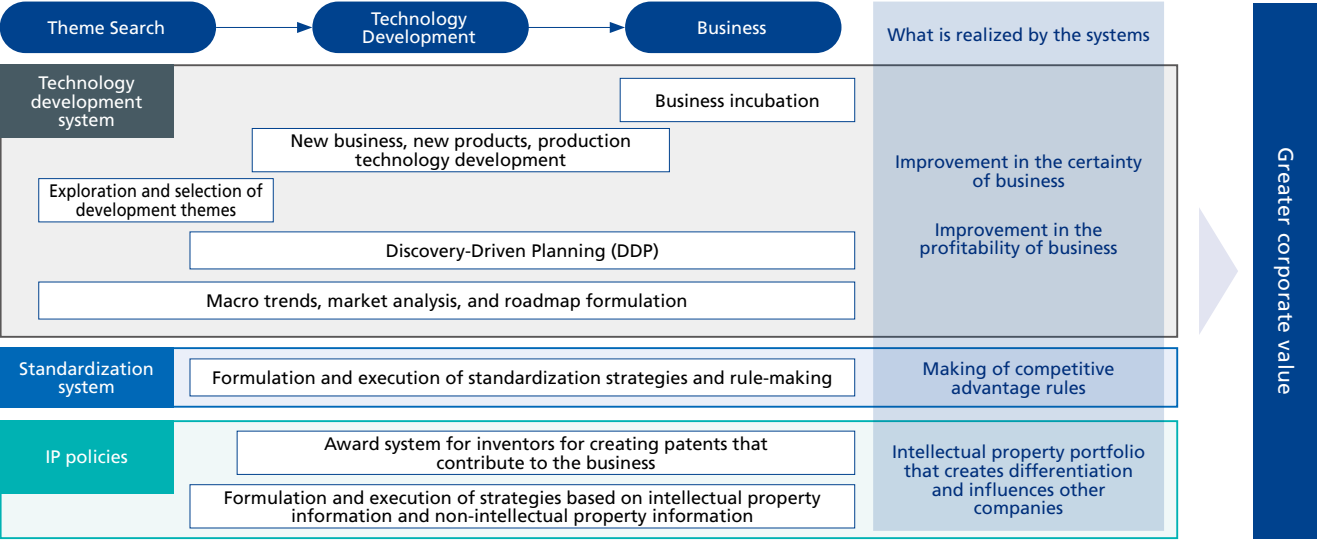 Theme Search
Technology
Development
Business
What is realized by the systems
Technology
development
system
Business incubation
New business, new products, production
technology development
Exploration and selection of
development themes
Discovery-Driven Planning (DDP)
Macro trends, market analysis, and roadmap formulation
Improvement in the certainty
of business
Improvement in the
profitability of business
Standardization
system
Formulation and execution of standardization strategies and rule-making
Making of competitive
advantage rules
IP policies
Award system for inventors for creating patents that
contribute to the business
Formulation and execution of strategies based on intellectual property
information and non-intellectual property information
Intellectual property portfolio
that creates differentiation
and influences other
companies
Greater corporate value